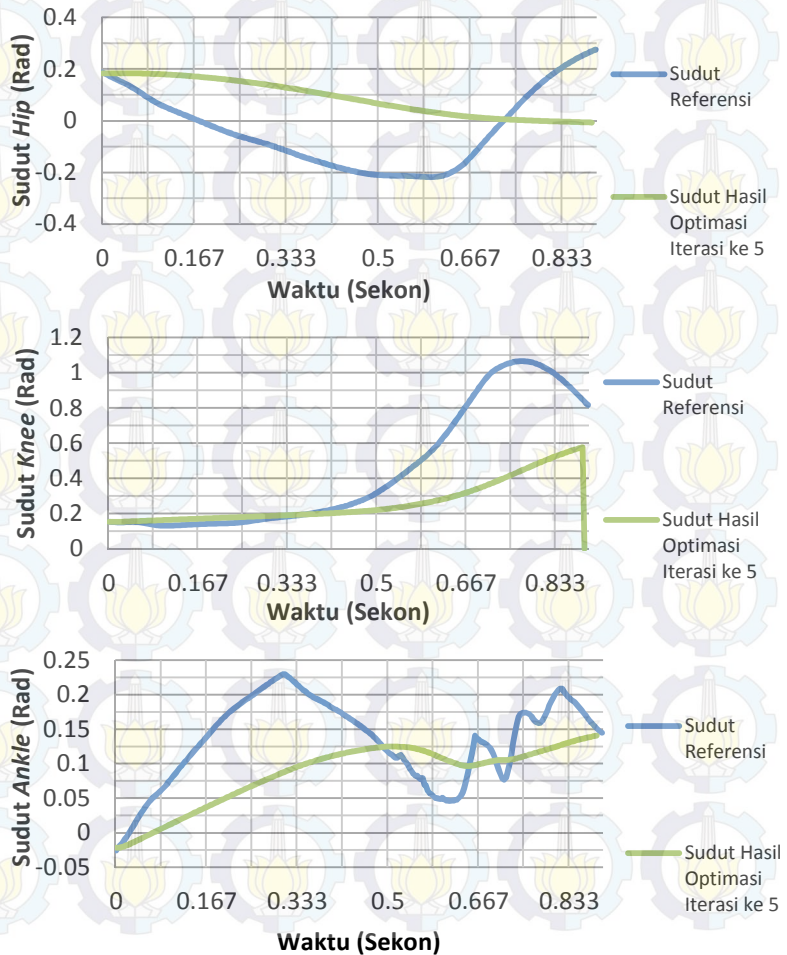 0.4
0.2
0
-0.2
-0.4
Sudut Hip (Rad)
0 0.167 0.333 0.5 0.667 0.833
Waktu (Sekon)
Sudut
Referensi
Sudut Hasil
Optimasi
Iterasi ke 5
1.2
1
0.8
0.6
0.4
0.2
0
Sudut Knee (Rad)
0 0.167 0.333 0.5 0.667 0.833
Waktu (Sekon)
Sudut
Referensi
Sudut Hasil
Optimasi
Iterasi ke 5
0.25
0.2
0.15
0.1
0.05
0
-0.05
Sudut Ankle (Rad)
0 0.167 0.333 0.5 0.667 0.833
Waktu (Sekon)
Sudut
Referensi
Sudut Hasil
Optimasi
Iterasi ke 5